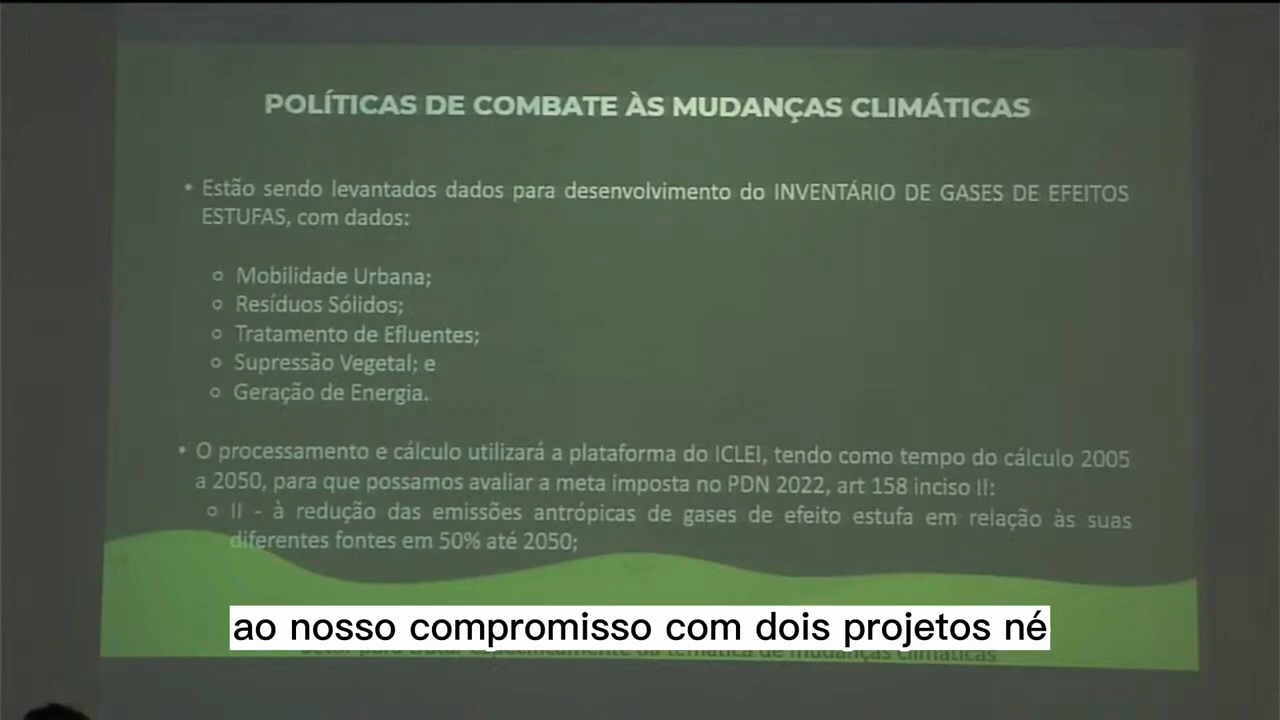 POLÍTICAS DE COMBATE ÀS MUDANÇAS CLIMÁTICAS
• Estão sendo levantados dados para desenvolvimento do INVENTÁRIO DE GASES DE EFEITOS
ESTUFAS, com dados:
○ Mobilidade Urbana;
○ Resíduos Sólidos;
○ Tratamento de Efluentes;
○ Supressão Vegetal; e
○ Geração de Energia.
• O processamento e cálculo utilizará a plataforma do ICLEI, tendo como tempo do cálculo 2005
a 2050, para que possamos avaliar a meta imposta no PDN 2022, art 158 inciso II:
○ II - à redução das emissões antrópicas de gases de efeito estufa em relação às suas
diferentes fontes em 50% até 2050;
ao nosso compromisso com dois projetos né
temática de mudanças climáticas